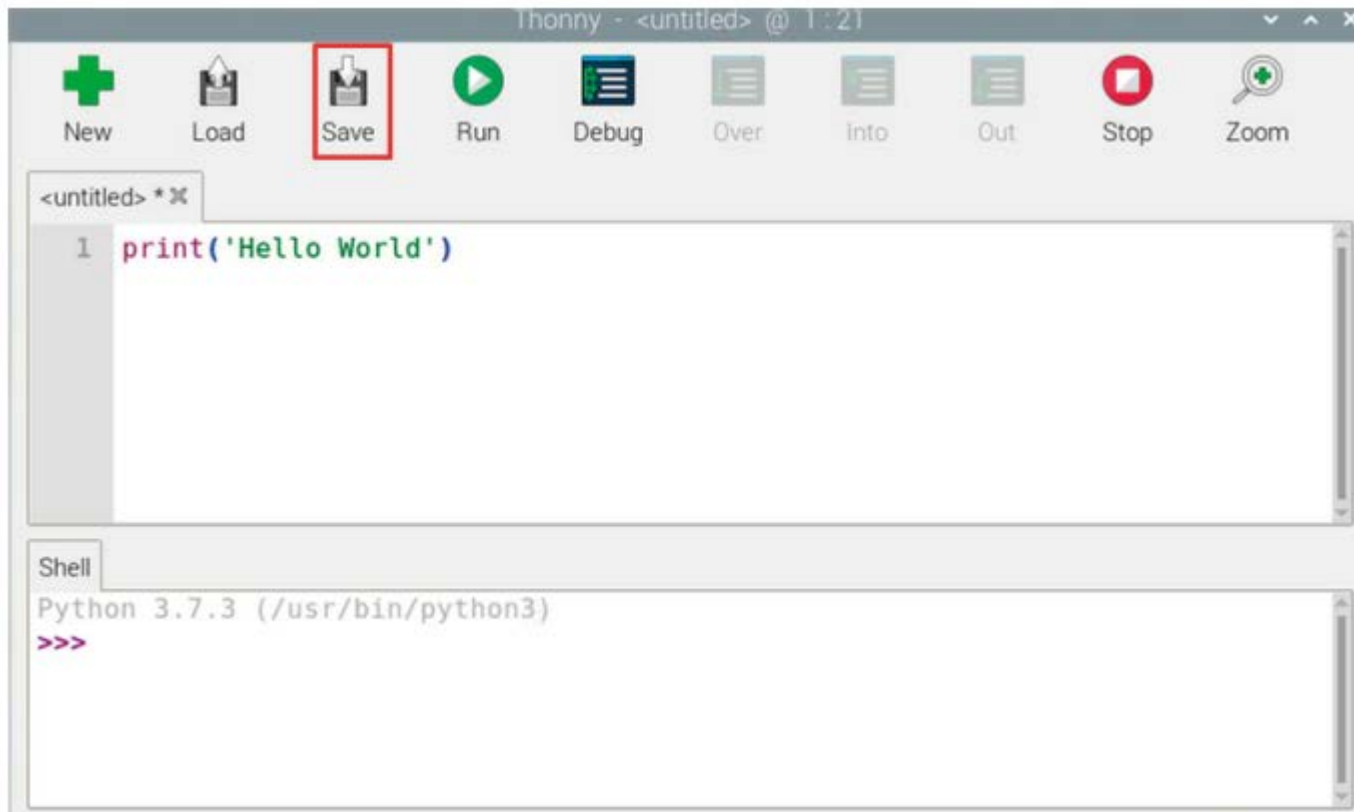 Thonny - <untitled> @ 1:21
New Load Save Run Debug Over Into Out Stop Zoom
<untitled> *
1 print('Hello World')
Shell
Python 3.7.3 (/usr/bin/python3)
>>>